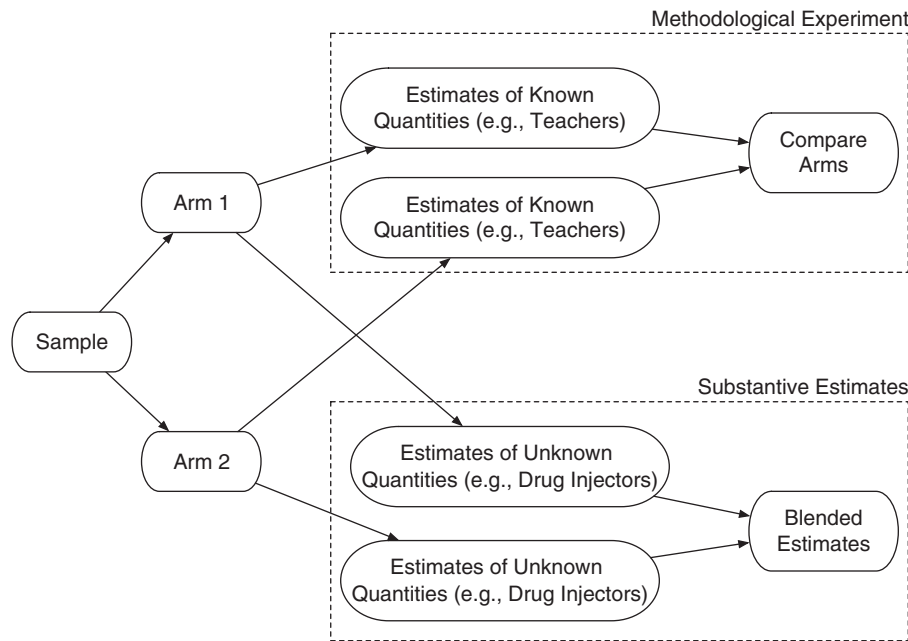 Methodological Experiment
Estimates of Known
Quantities (e.g., Teachers)
Compare
Arms
Arm 1
Estimates of Known
Quantities (e.g., Teachers)
Sample
Substantive Estimates
Arm 2
Estimates of Unknown
Quantities (e.g., Drug Injectors)
Blended
Estimates
Estimates of Unknown
Quantities (e.g., Drug Injectors)